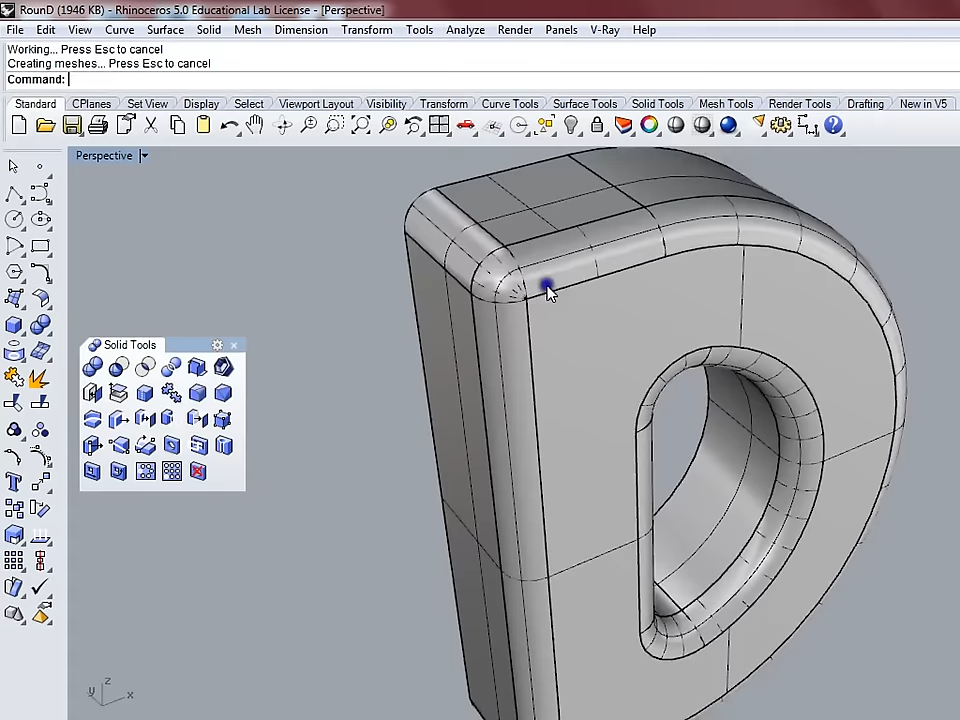 RounD (1946 KB) - Rhinoceros 5.0 Educational Lab License - [Perspective]
File Edit View Curve Surface Solid Mesh Dimension Transform Tools Analyze Render Panels V-Ray Help
Working... Press Esc to cancel
Creating meshes... Press Esc to cancel
Command:
Standard CPlanes Set View Display Select Viewport Layout Visibility Transform Curve Tools Surface Tools Solid Tools Mesh Tools Render Tools Drafting New in V5
Perspective
Solid Tools
z
y
x